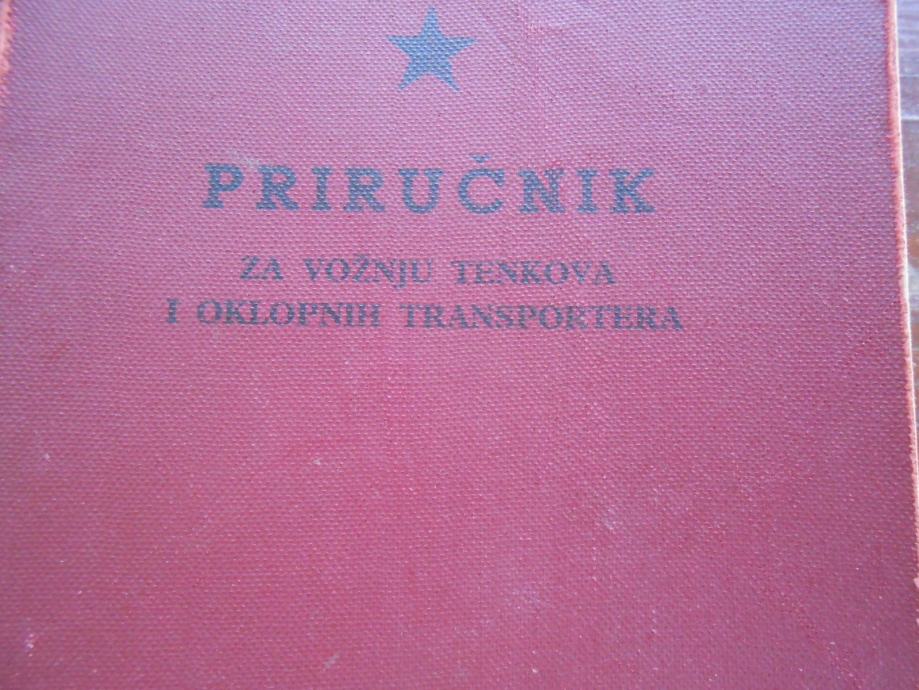 PRIRUČNIK
ZA VOŽNJU TENKOVA
I OKLOPNIH TRANSPORTERA